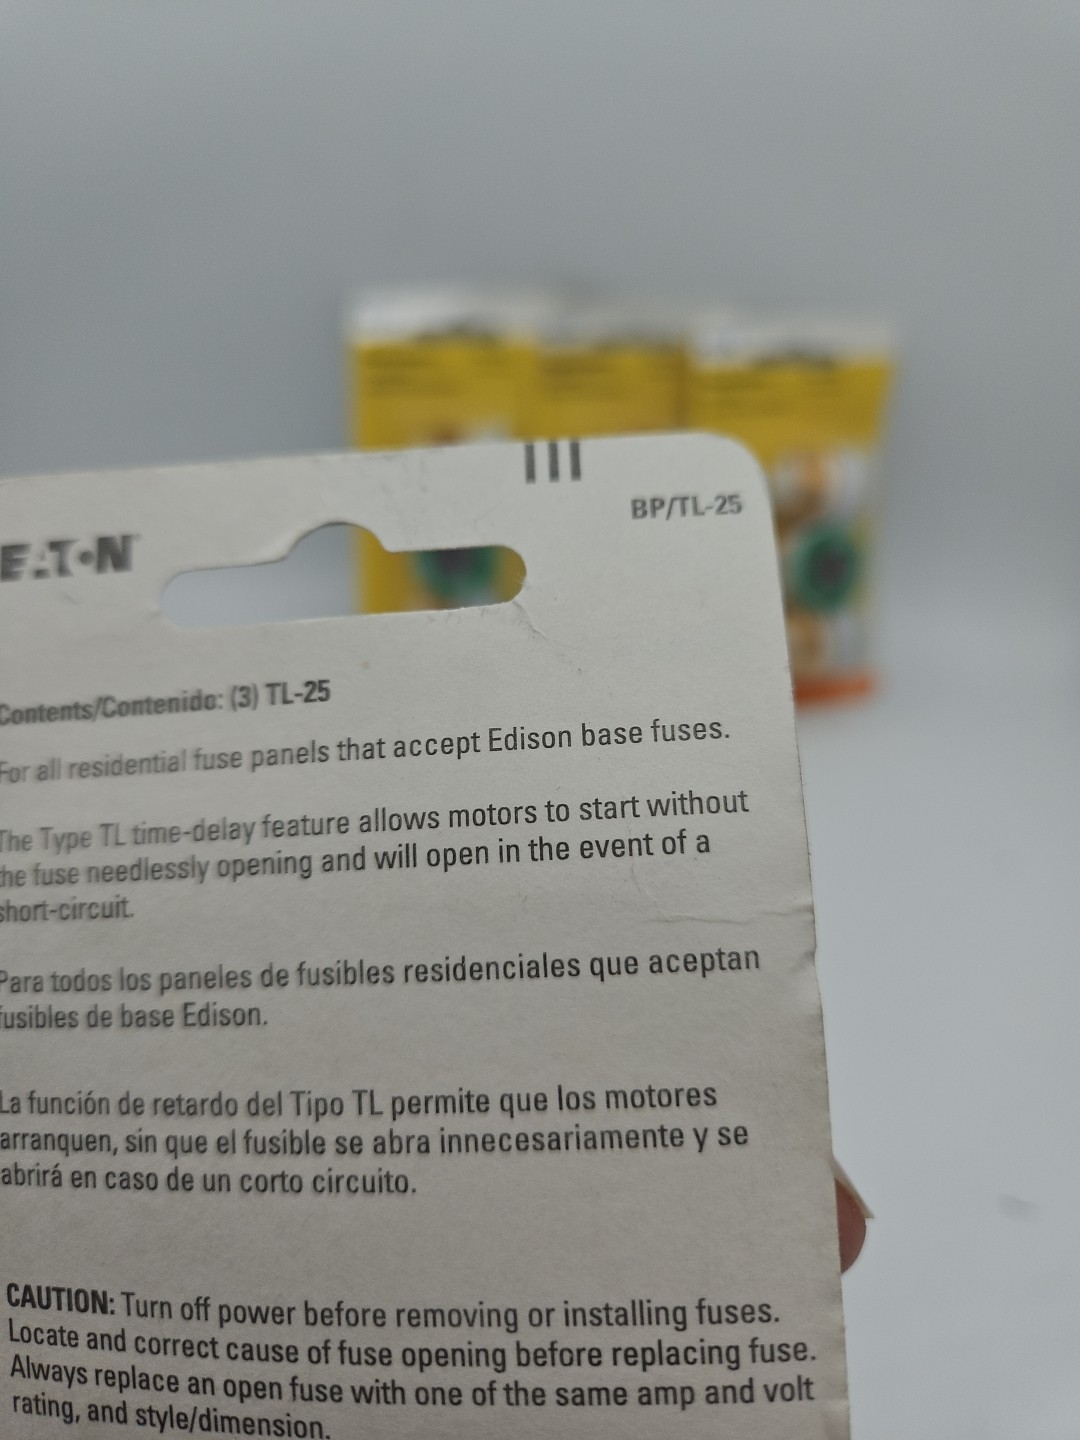 BP/TL-25
EATON
Contents/Contenido: (3) TL-25
For all residential fuse panels that accept Edison base fuses.
The Type TL time-delay feature allows motors to start without
the fuse needlessly opening and will open in the event of a
short-circuit.
Para todos los paneles de fusibles residenciales que aceptan
fusibles de base Edison.
La función de retardo del Tipo TL permite que los motores
arranquen, sin que el fusible se abra innecesariamente y se
abrirá en caso de un corto circuito.
CAUTION: Turn off power before removing or installing fuses.
Locate and correct cause of fuse opening before replacing fuse.
Always replace an open fuse with one of the same amp and volt
rating, and style/dimension.